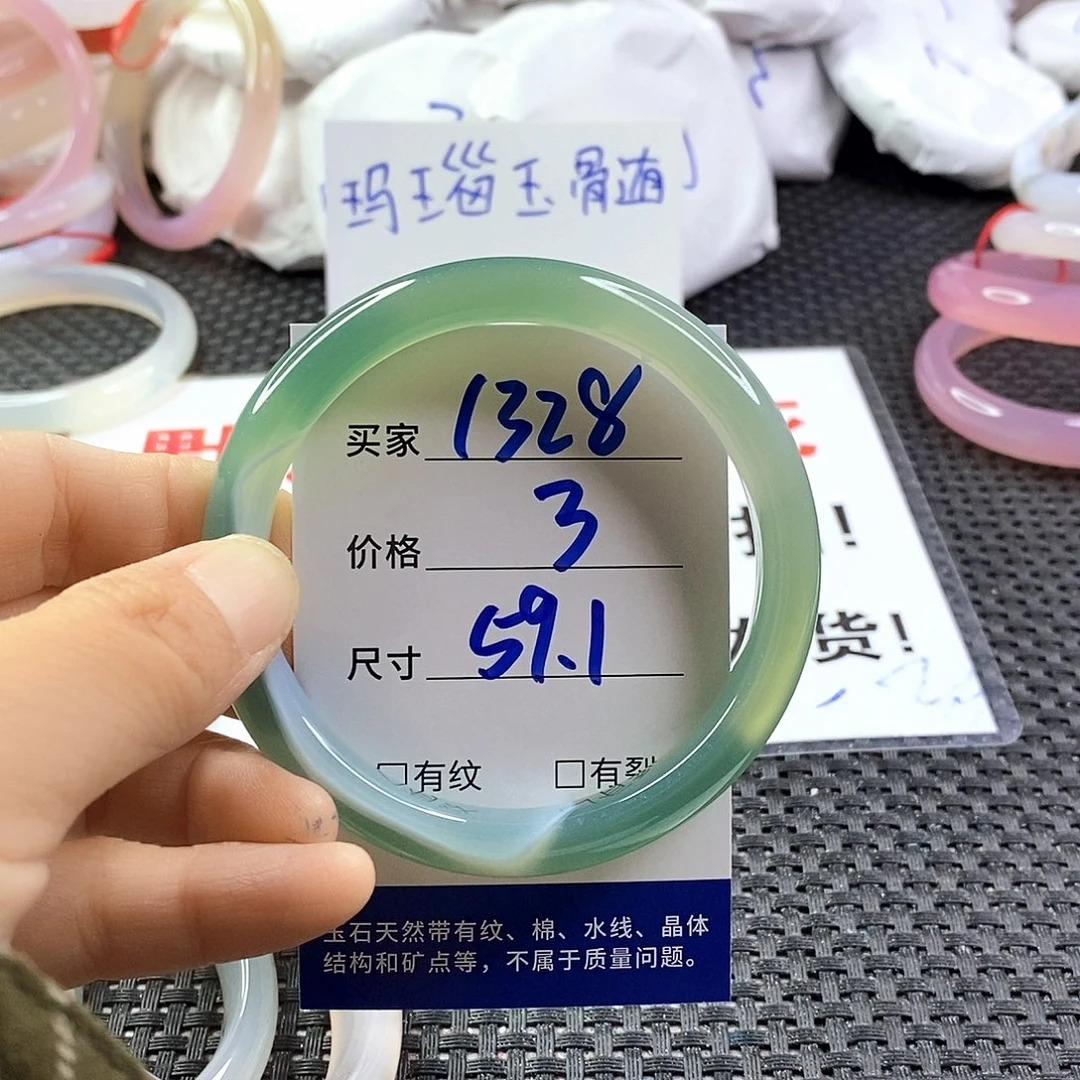 玛瑙玉骨髓
买家 1328
价格 3
尺寸 59.1
□有纹 □有裂
玉石天然带有纹、棉、水线、晶体
结构和矿点等，不属于质量问题。
！
货！